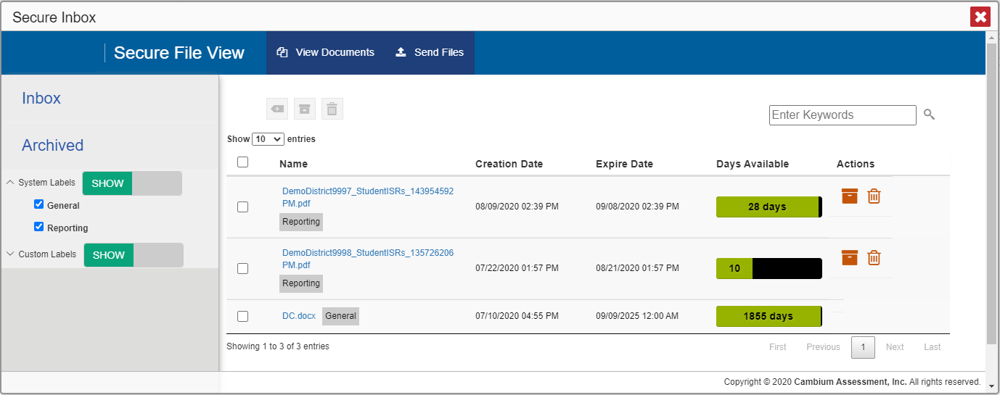 Secure Inbox
Secure File View
View Documents
Send Files
Inbox
Archived
System Labels SHOW
General
Reporting
Custom Labels SHOW
Enter Keywords
Show 10 entries
Name Creation Date Expire Date Days Available Actions
DemoDistrict9997_StudentISRs_143954592
PM.pdf
08/09/2020 02:39 PM 09/08/2020 02:39 PM 28 days
Reporting
DemoDistrict9998_StudentISRs_135726206
PM.pdf
07/22/2020 01:57 PM 08/21/2020 01:57 PM 10
Reporting
DC.docx General 07/10/2020 04:55 PM 09/09/2025 12:00 AM 1855 days
Showing 1 to 3 of 3 entries
First Previous 1 Next Last
Copyright © 2020 Cambium Assessment, Inc. All rights reserved.